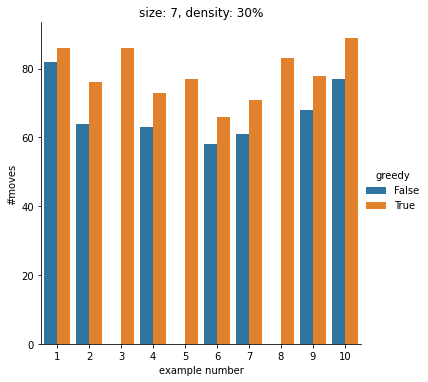 size: 7, density: 30%
#moves
80
60
40
20
0
1 2 3 4 5 6 7 8 9 10
example number
greedy
False
True